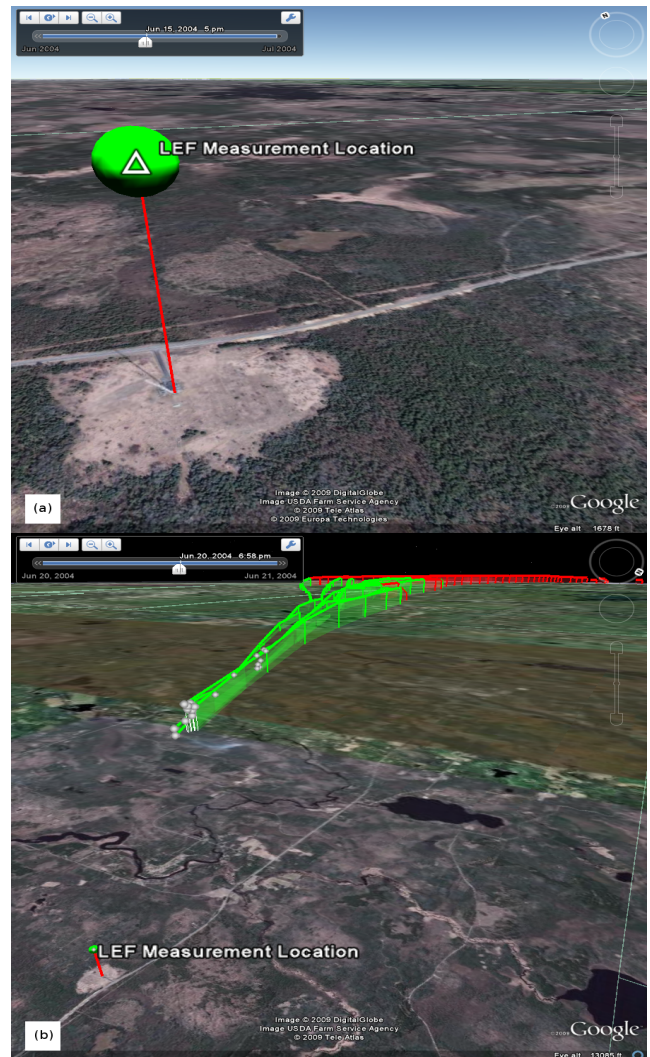 Jun 15, 2004 5 pm
Jun 2004
Jul 2004
N
LEF Measurement Location
Image © 2009 DigitalGlobe
Image USDA Farm Service Agency
© 2009 Tele Atlas
© 2009 Europa Technologies
©2009 Google
(a)
Eye alt 1678 ft
Jun 20, 2004 6:58 pm
Jun 20, 2004
Jun 21, 2004
N
LEF Measurement Location
Image © 2009 DigitalGlobe
Image USDA Farm Service Agency
© 2009 Tele Atlas
©2009 Google
(b)
Eye alt 13085 ft